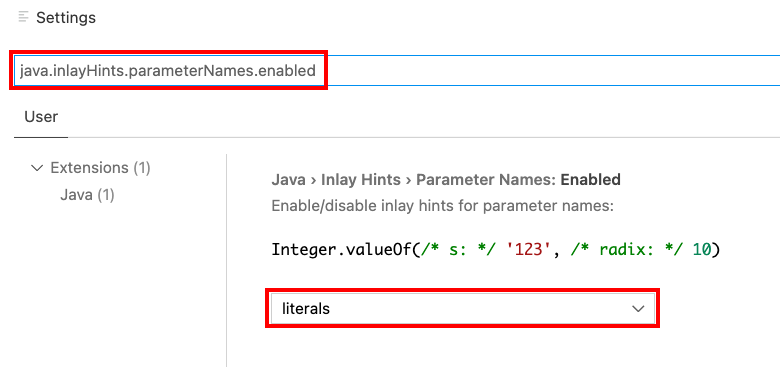 Settings
java.inlayHints.parameterNames.enabled
User
Extensions (1)
Java (1)
Java › Inlay Hints › Parameter Names: Enabled
Enable/disable inlay hints for parameter names:
Integer.valueOf(/* s: */ '123', /* radix: */ 10)
literals